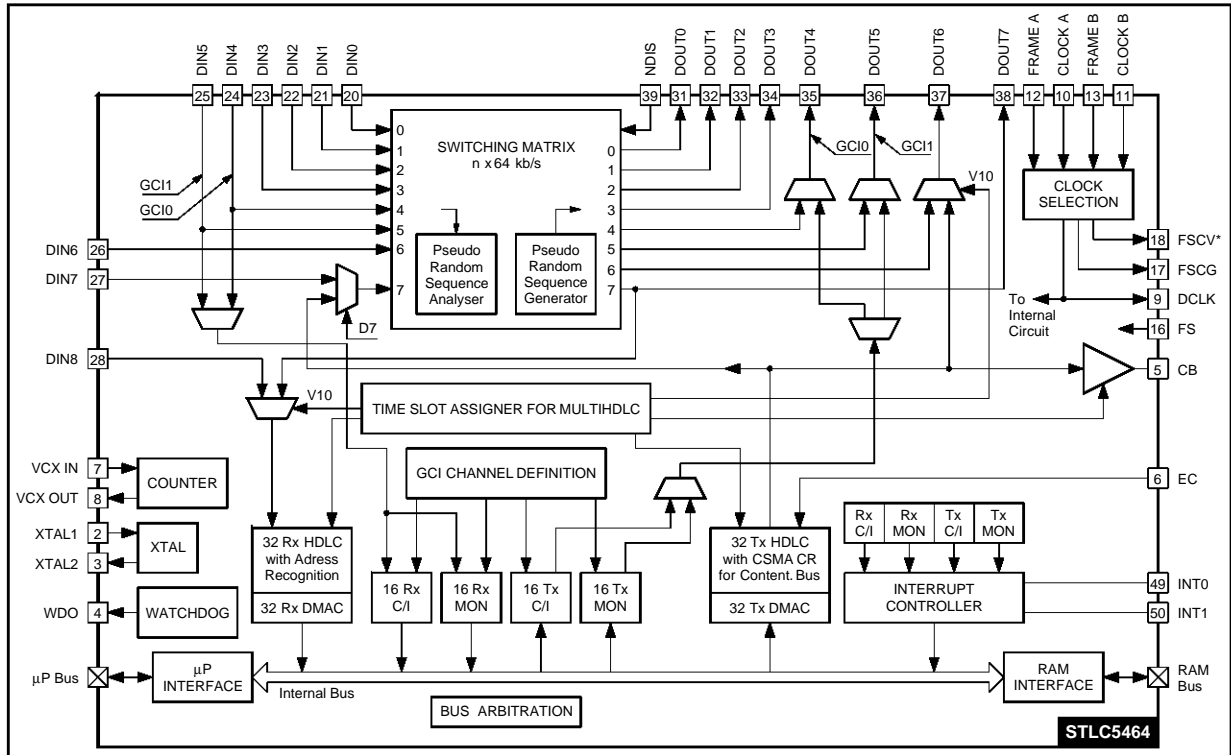 DIN5
DIN4
DIN3
DIN2
DIN1
DIN0
NDIS
DOUT0
DOUT1
DOUT2
DOUT3
DOUT4
DOUT5
DOUT6
DOUT7
FRAME A
CLOCK A
FRAME B
CLOCK B
25
24
23
22
21
20
39
31
32
33
34
35
36
37
38
12
10
13
11
0
1
2
3
4
5
6
7
SWITCHING MATRIX
n x 64 kb/s
Pseudo
Random
Sequence
Analyser
Pseudo
Random
Sequence
Generator
0
1
2
3
4
5
6
7
GCI1
GCI0
GCI0
GCI1
V10
CLOCK
SELECTION
DIN6
26
DIN7
27
D7
DIN8
28
18
FSCV*
17
FSCG
9
DCLK
To
Internal
Circuit
16
FS
5
CB
V10
TIME SLOT ASSIGNER FOR MULTIHDLC
VCX IN
7
VCX OUT
8
COUNTER
GCI CHANNEL DEFINITION
6
EC
XTAL1
2
XTAL2
3
XTAL
32 Rx HDLC
with Adress
Recognition
32 Rx DMAC
16 Rx
C/I
16 Rx
MON
16 Tx
C/I
16 Tx
MON
32 Tx HDLC
with CSMA CR
for Content. Bus
32 Tx DMAC
Rx
C/I
Rx
MON
Tx
C/I
Tx
MON
INTERRUPT
CONTROLLER
49
INT0
50
INT1
WDO
4
WATCHDOG
µP Bus
µP
INTERFACE
Internal Bus
RAM
INTERFACE
RAM
Bus
BUS ARBITRATION
STLC5464